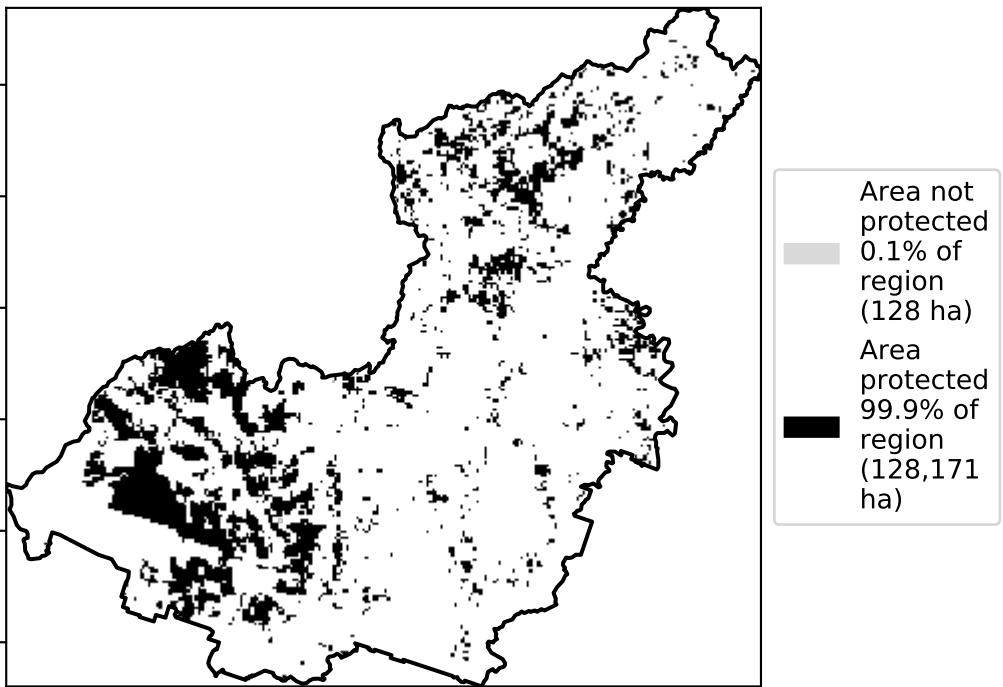 Area not
protected
0.1% of
region
(128 ha)
Area
protected
99.9% of
region
(128,171
ha)